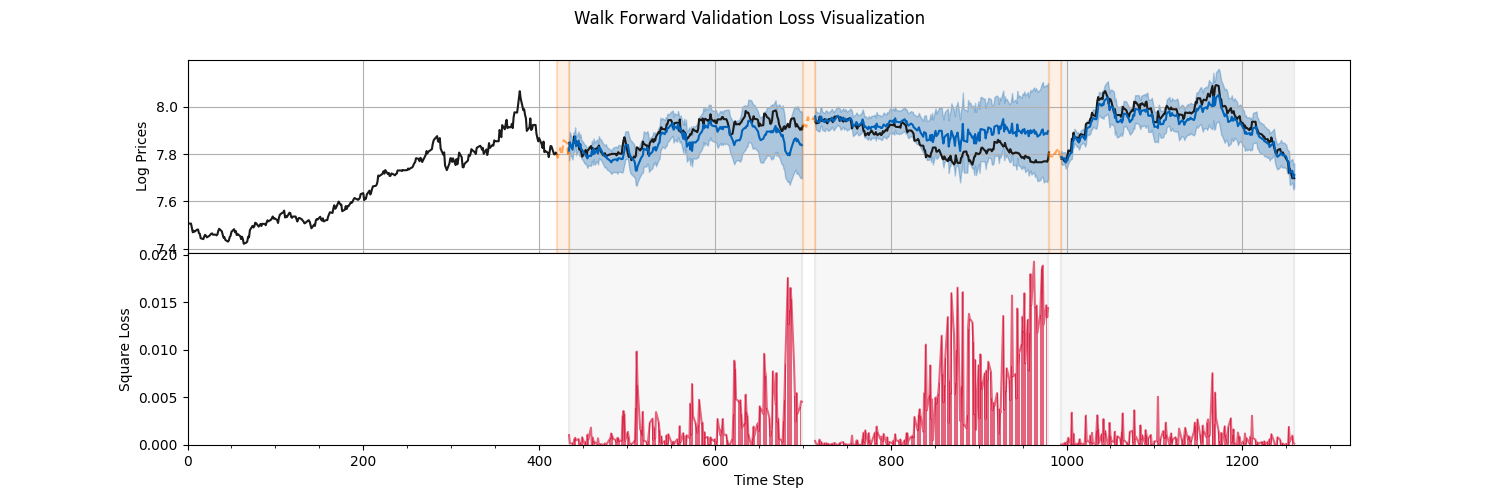 Walk Forward Validation Loss Visualization
Log Prices
8.0
7.8
7.6
7.4
Square Loss
0.020
0.015
0.010
0.005
0.000
0 200 400 600 800 1000 1200
Time Step